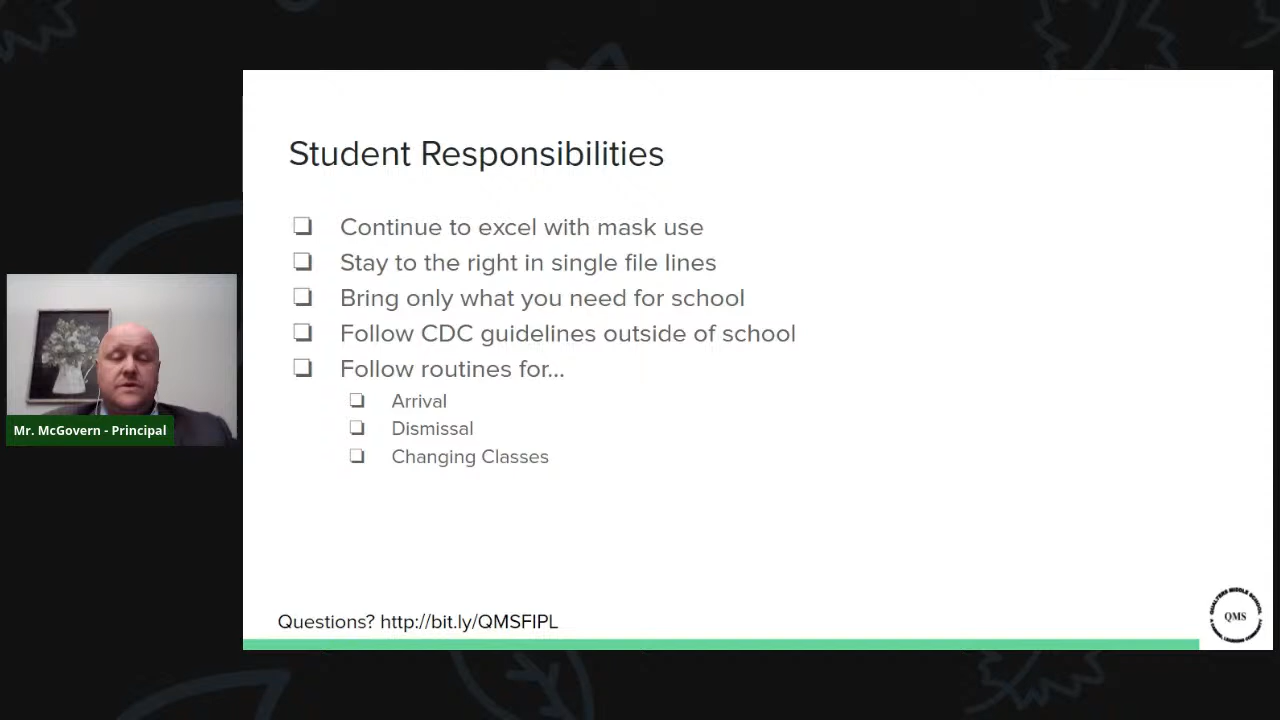 Student Responsibilities
❏ Continue to excel with mask use
❏ Stay to the right in single file lines
❏ Bring only what you need for school
❏ Follow CDC guidelines outside of school
❏ Follow routines for...
❏ Arrival
❏ Dismissal
❏ Changing Classes
Mr. McGovern - Principal
Questions? http://bit.ly/QMSFIPL
QMS